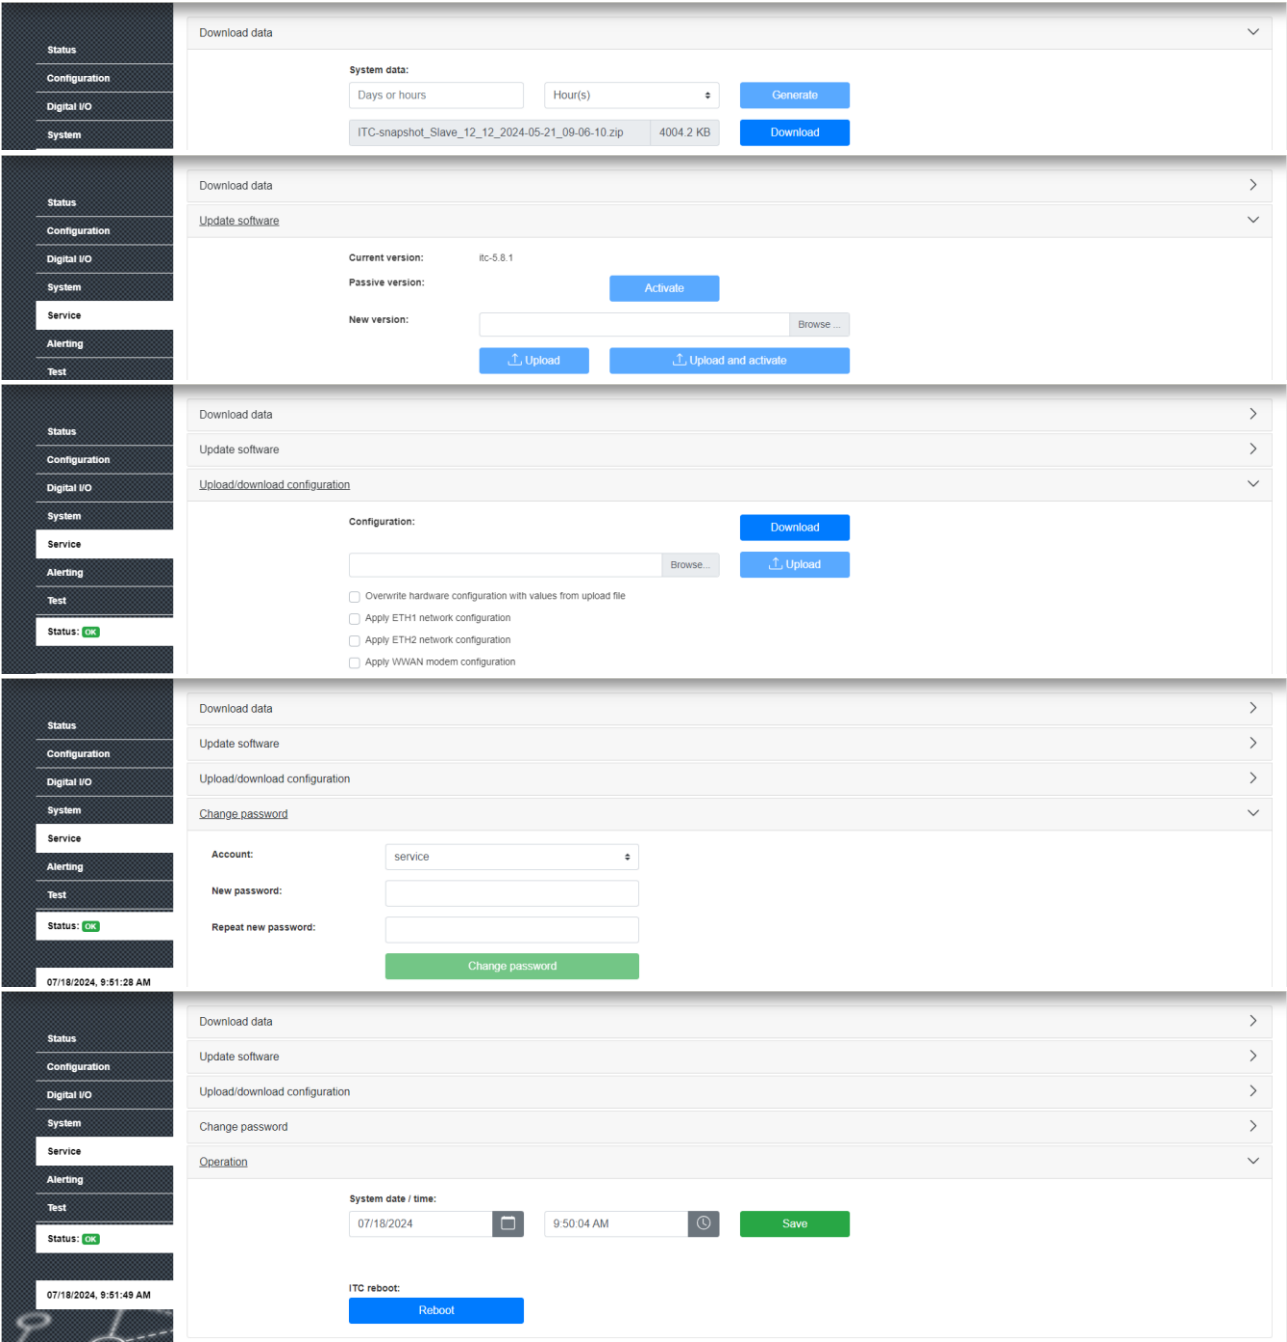 Download data
Status
System data:
Configuration
Days or hours Hour(s) Generate
Digital I/O
System
ITC-snapshot_Slave_12_12_2024-05-21_09-06-10.zip 4004.2 KB Download
Download data
Status
Update software
Configuration
Digital I/O
Current version: itc-5.8.1
System
Passive version: Activate
Service
New version: Browse ...
Alerting
Upload Upload and activate
Test
Download data
Status
Update software
Configuration
Upload/download configuration
Digital I/O
System
Configuration: Download
Service
Browse... Upload
Alerting
Overwrite hardware configuration with values from upload file
Test
Apply ETH1 network configuration
Status: OK
Apply ETH2 network configuration
Apply WWAN modem configuration
Download data
Status
Update software
Configuration
Upload/download configuration
Digital I/O
System
Change password
Service
Account: service
Alerting
New password:
Test
Status: OK
Repeat new password:
Change password
07/18/2024, 9:51:28 AM
Download data
Status
Update software
Configuration
Upload/download configuration
Digital I/O
System
Change password
Service
Operation
Alerting
System date / time:
Test
07/18/2024 9:50:04 AM Save
Status: OK
ITC reboot:
07/18/2024, 9:51:49 AM
Reboot